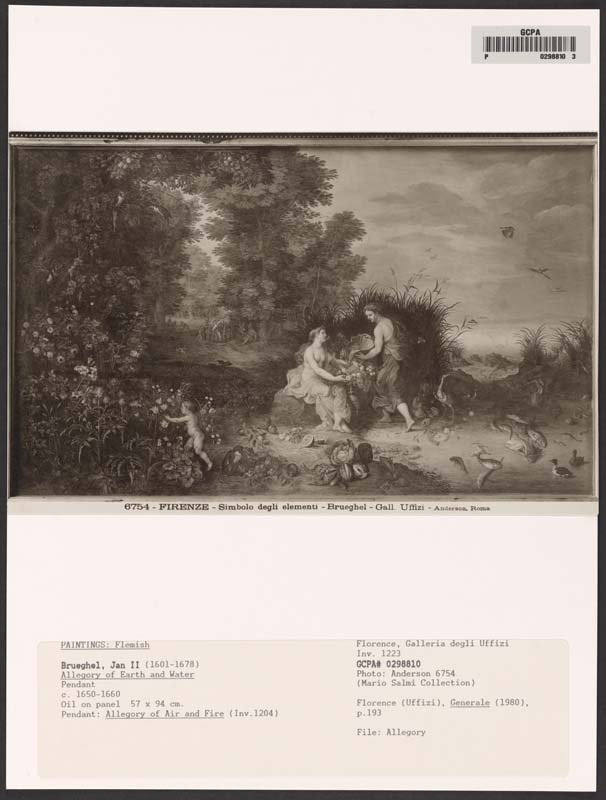 GCPA
P 0298810 3
6754 - FIRENZE - Simbolo degli elementi - Brueghel - Gall. Uffizi - Anderson, Roma
PAINTINGS: Flemish
Brueghel, Jan II (1601-1678)
Allegory of Earth and Water
Pendant
c. 1650-1660
Oil on panel 57 x 94 cm.
Pendant: Allegory of Air and Fire (Inv.1204)
Florence, Galleria degli Uffizi
Inv. 1223
GCPA# 0298810
Photo: Anderson 6754
(Mario Salmi Collection)
Florence (Uffizi), Generale (1980),
p.193
File: Allegory